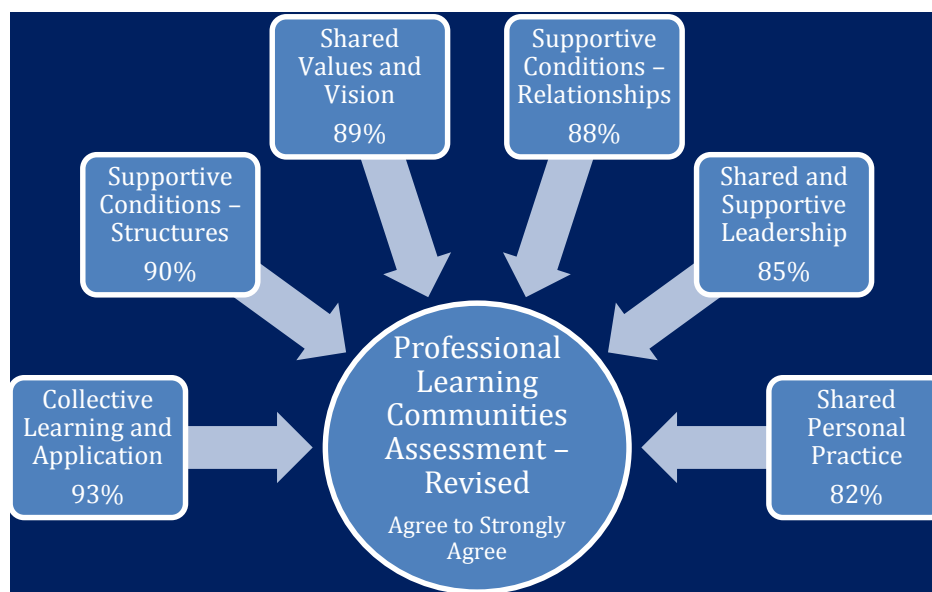 Shared
Values and
Vision
89%
Supportive
Conditions –
Relationships
88%
Supportive
Conditions –
Structures
90%
Shared and
Supportive
Leadership
85%
Collective
Learning and
Application
93%
Professional
Learning
Communities
Assessment –
Revised
Agree to Strongly
Agree
Shared
Personal
Practice
82%